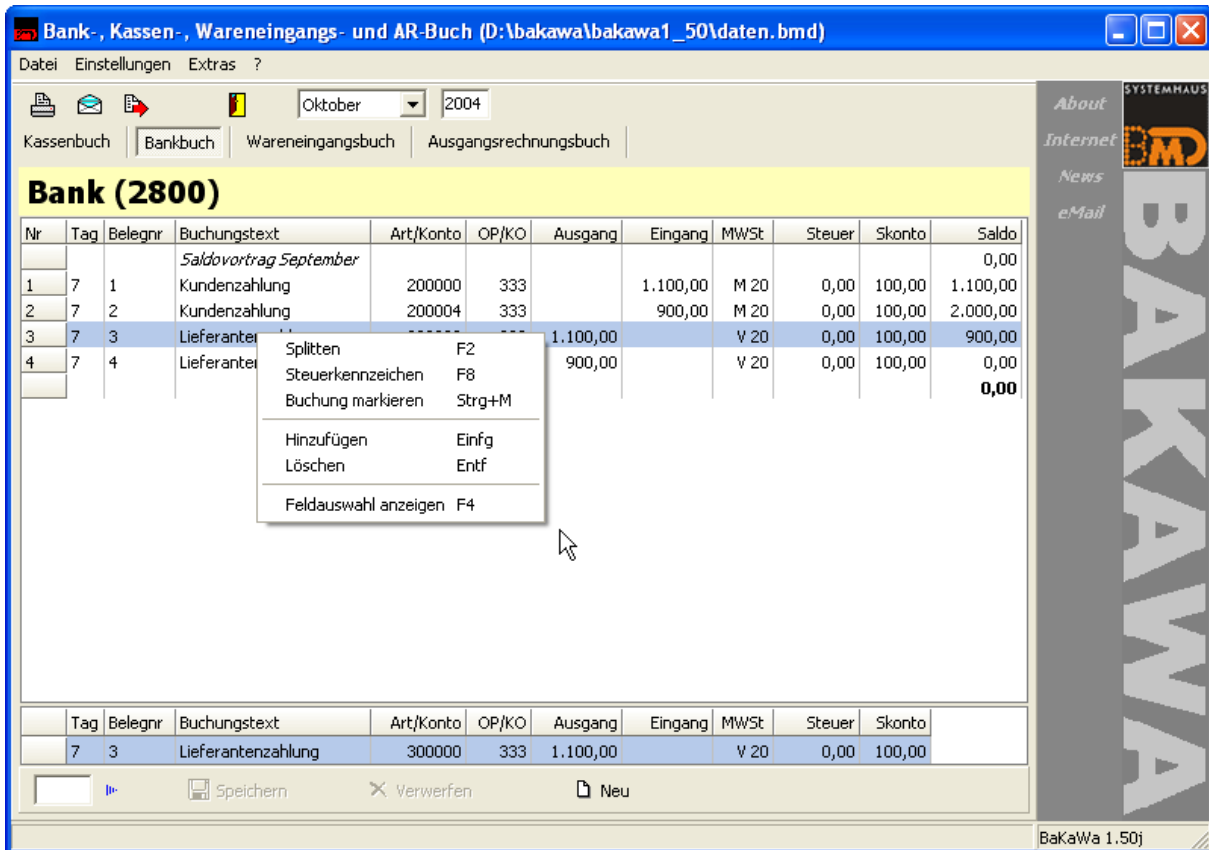 Bank-, Kassen-, Wareneingangs- und AR-Buch (D:\bakawa\bakawa1_50\daten.bmd)
Datei Einstellungen Extras ?
Oktober 2004
Kassenbuch Bankbuch Wareneingangsbuch Ausgangsrechnungsbuch
About
Internet
News
eMail
SYSTEMHAUS
BMD
BAKAWA
Bank (2800)
Nr Tag Belegnr Buchungstext Art/Konto OP/KO Ausgang Eingang MWSt Steuer Skonto Saldo
Saldovortrag September 0,00
1 7 1 Kundenzahlung 200000 333 1.100,00 M 20 0,00 100,00 1.100,00
2 7 2 Kundenzahlung 200004 333 900,00 M 20 0,00 100,00 2.000,00
3 7 3 1.100,00 V 20 0,00 100,00 900,00
4 7 4 900,00 V 20 0,00 100,00 0,00
0,00
Splitten F2
Steuerkennzeichen F8
Buchung markieren Strg+M
Hinzufügen Einfg
Löschen Entf
Feldauswahl anzeigen F4
Tag Belegnr Buchungstext Art/Konto OP/KO Ausgang Eingang MWSt Steuer Skonto
7 3 Lieferantenzahlung 300000 333 1.100,00 V 20 0,00 100,00
Speichern Verwerfen Neu
BaKaWa 1.50j